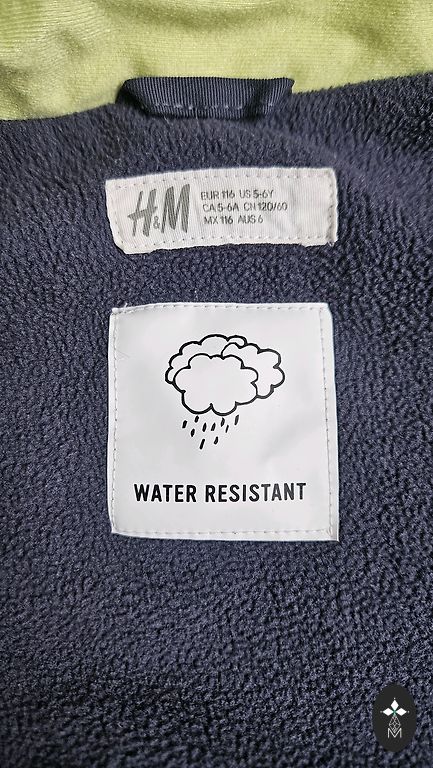 H&M
EUR 116 US 5-6Y
CA 5-6A CN 120/60
MX 116 AUS 6
WATER RESISTANT
M